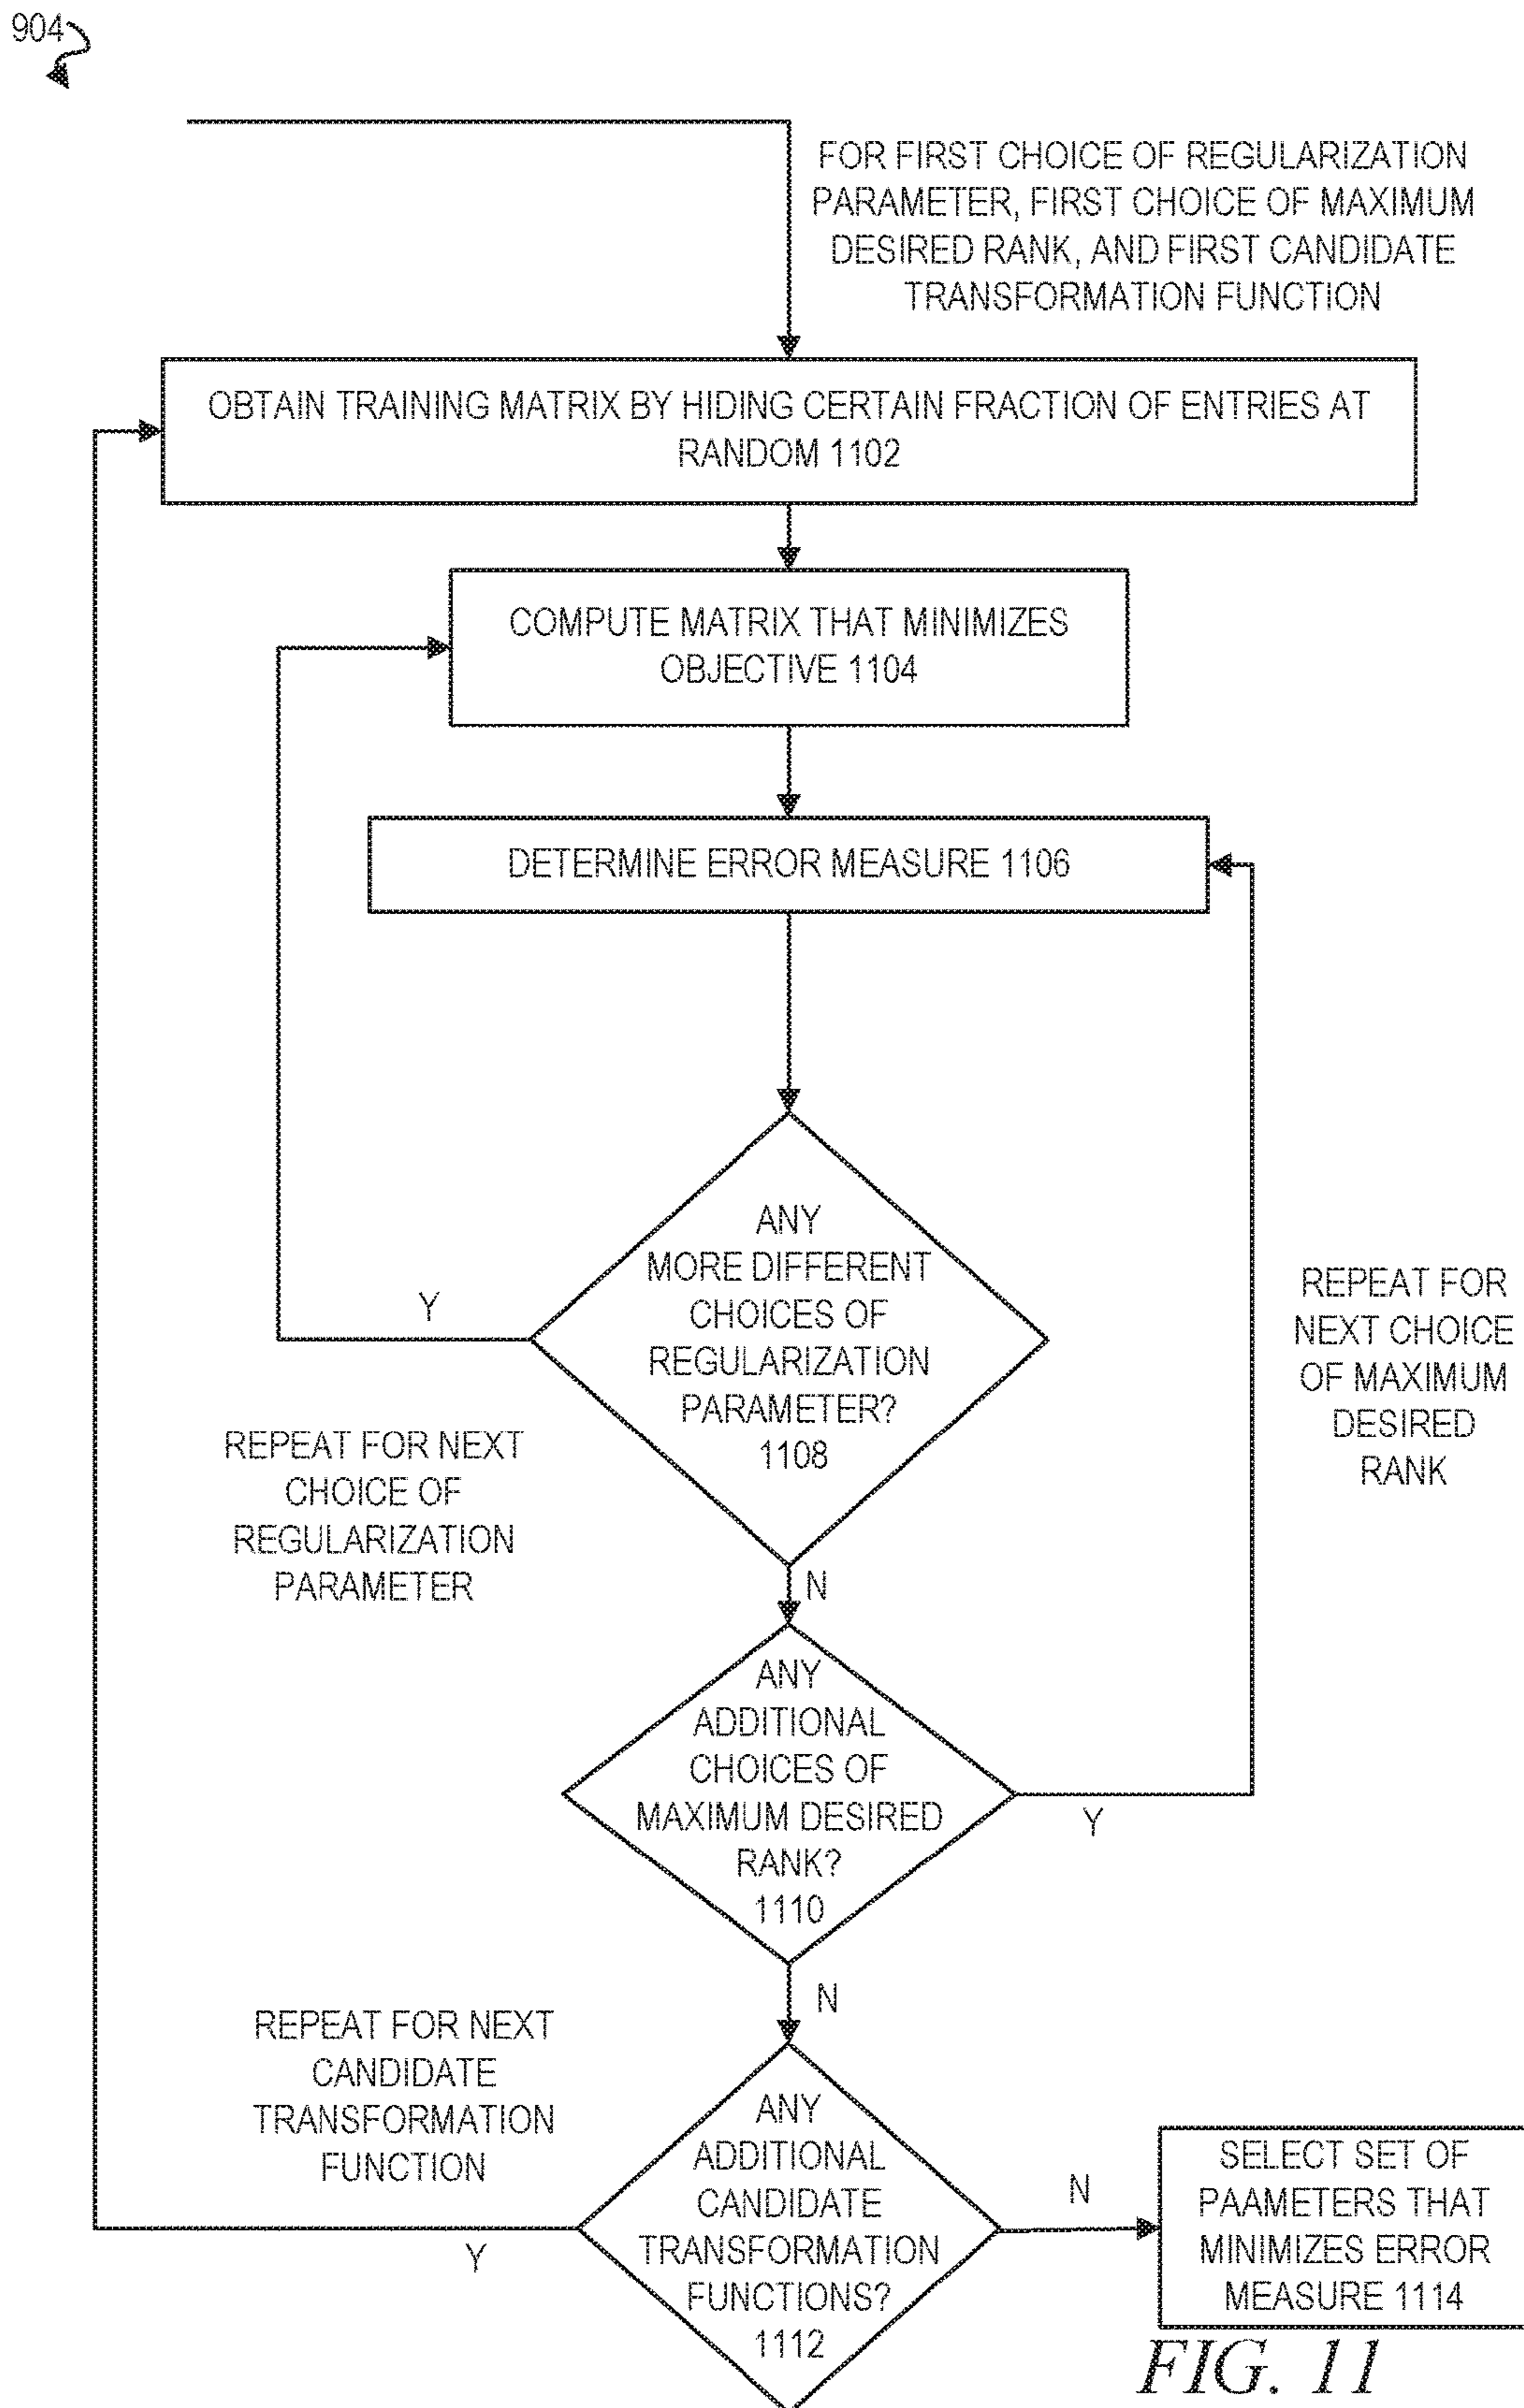 904
FOR FIRST CHOICE OF REGULARIZATION
PARAMETER, FIRST CHOICE OF MAXIMUM
DESIRED RANK, AND FIRST CANDIDATE
TRANSFORMATION FUNCTION
OBTAIN TRAINING MATRIX BY HIDING CERTAIN FRACTION OF ENTRIES AT
RANDOM 1102
COMPUTE MATRIX THAT MINIMIZES
OBJECTIVE 1104
DETERMINE ERROR MEASURE 1106
ANY
MORE DIFFERENT
CHOICES OF
REGULARIZATION
PARAMETER?
1108
Y
REPEAT FOR NEXT
CHOICE OF
REGULARIZATION
PARAMETER
REPEAT FOR
NEXT CHOICE
OF MAXIMUM
DESIRED
RANK
N
ANY
ADDITIONAL
CHOICES OF
MAXIMUM DESIRED
RANK?
1110
Y
N
REPEAT FOR NEXT
CANDIDATE
TRANSFORMATION
FUNCTION
Y
ANY
ADDITIONAL
CANDIDATE
TRANSFORMATION
FUNCTIONS?
1112
N
SELECT SET OF
PAAMETERS THAT
MINIMIZES ERROR
MEASURE 1114
FIG. 11